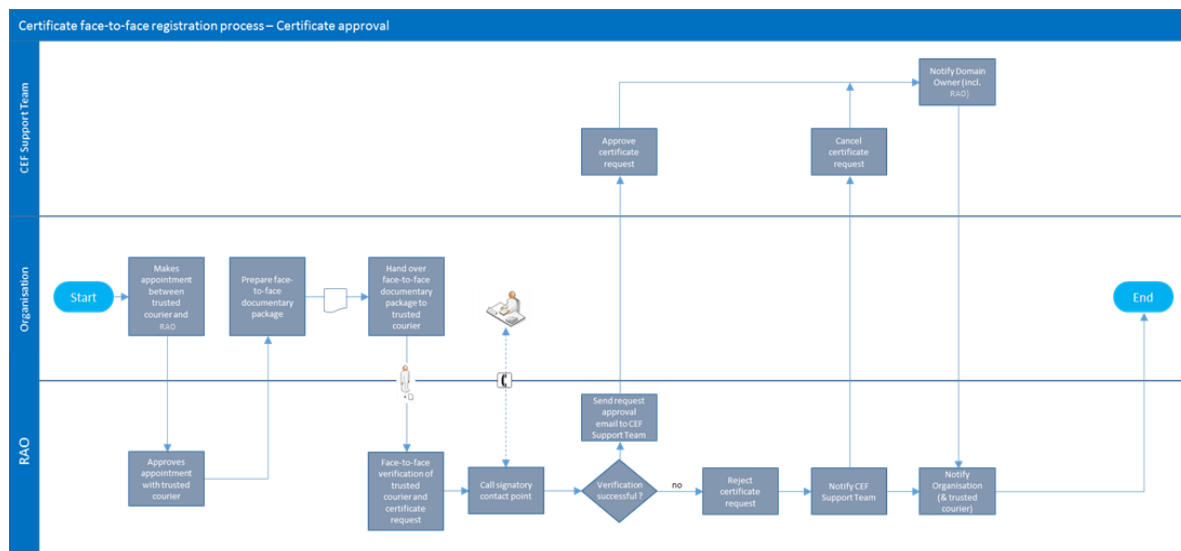 Certificate face-to-face registration process – Certificate approval
CEF Support Team
Notify Domain
Owner (incl.
RAO)
Approve
certificate
request
Cancel
certificate
request
Organisation
Start
Makes
appointment
between
trusted
courier and RAO
Prepare face-
to-face
documentary
package
Hand over
face-to-face
documentary
package to
trusted
courier
End
RAO
Approves
appointment
with trusted
courier
Face-to-face
verification of
trusted
courier and
certificate
request
Call signatory
contact point
Send request
approval
email to CEF
Support Team
Verification
successful ?
no
Reject
certificate
request
Notify CEF
Support Team
Notify
Organisation
(& trusted
courier)